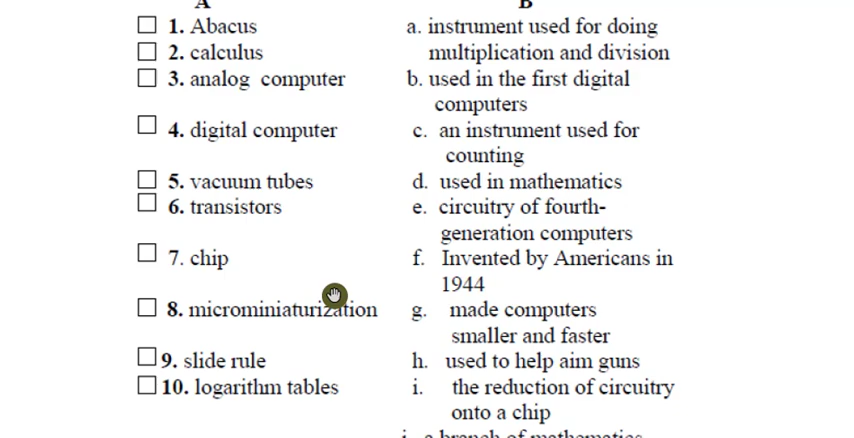 A B
1. Abacus a. instrument used for doing
2. calculus multiplication and division
3. analog computer b. used in the first digital
computers
4. digital computer c. an instrument used for
counting
5. vacuum tubes d. used in mathematics
6. transistors e. circuitry of fourth-
generation computers
7. chip f. Invented by Americans in
1944
8. microminiaturization g. made computers
smaller and faster
9. slide rule h. used to help aim guns
10. logarithm tables i. the reduction of circuitry
onto a chip
j. a branch of mathematics